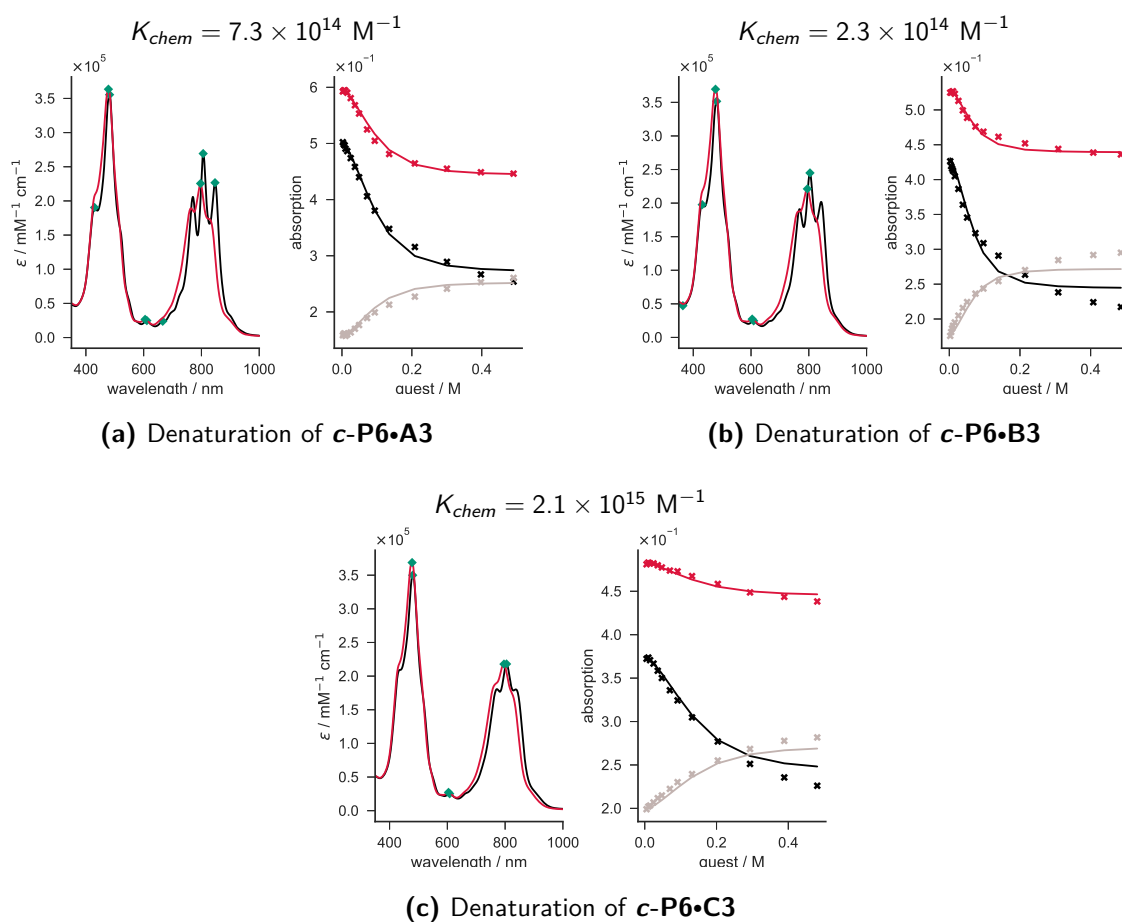 K_chem = 7.3 × 10^14 M^−1
K_chem = 2.3 × 10^14 M^−1
×10^5
3.5
3.0
2.5
2.0
1.5
1.0
0.5
0.0
ε / mM^−1 cm^−1
400 600 800 1000
wavelength / nm
×10^−1
6
5
4
3
2
absorption
0.0 0.2 0.4
guest / M
×10^5
3.5
3.0
2.5
2.0
1.5
1.0
0.5
0.0
ε / mM^−1 cm^−1
400 600 800 1000
wavelength / nm
×10^−1
5.0
4.5
4.0
3.5
3.0
2.5
2.0
absorption
0.0 0.2 0.4
guest / M
(a) Denaturation of c-P6•A3
(b) Denaturation of c-P6•B3
K_chem = 2.1 × 10^15 M^−1
×10^5
3.5
3.0
2.5
2.0
1.5
1.0
0.5
0.0
ε / mM^−1 cm^−1
400 600 800 1000
wavelength / nm
×10^−1
4.5
4.0
3.5
3.0
2.5
2.0
absorption
0.0 0.2 0.4
guest / M
(c) Denaturation of c-P6•C3